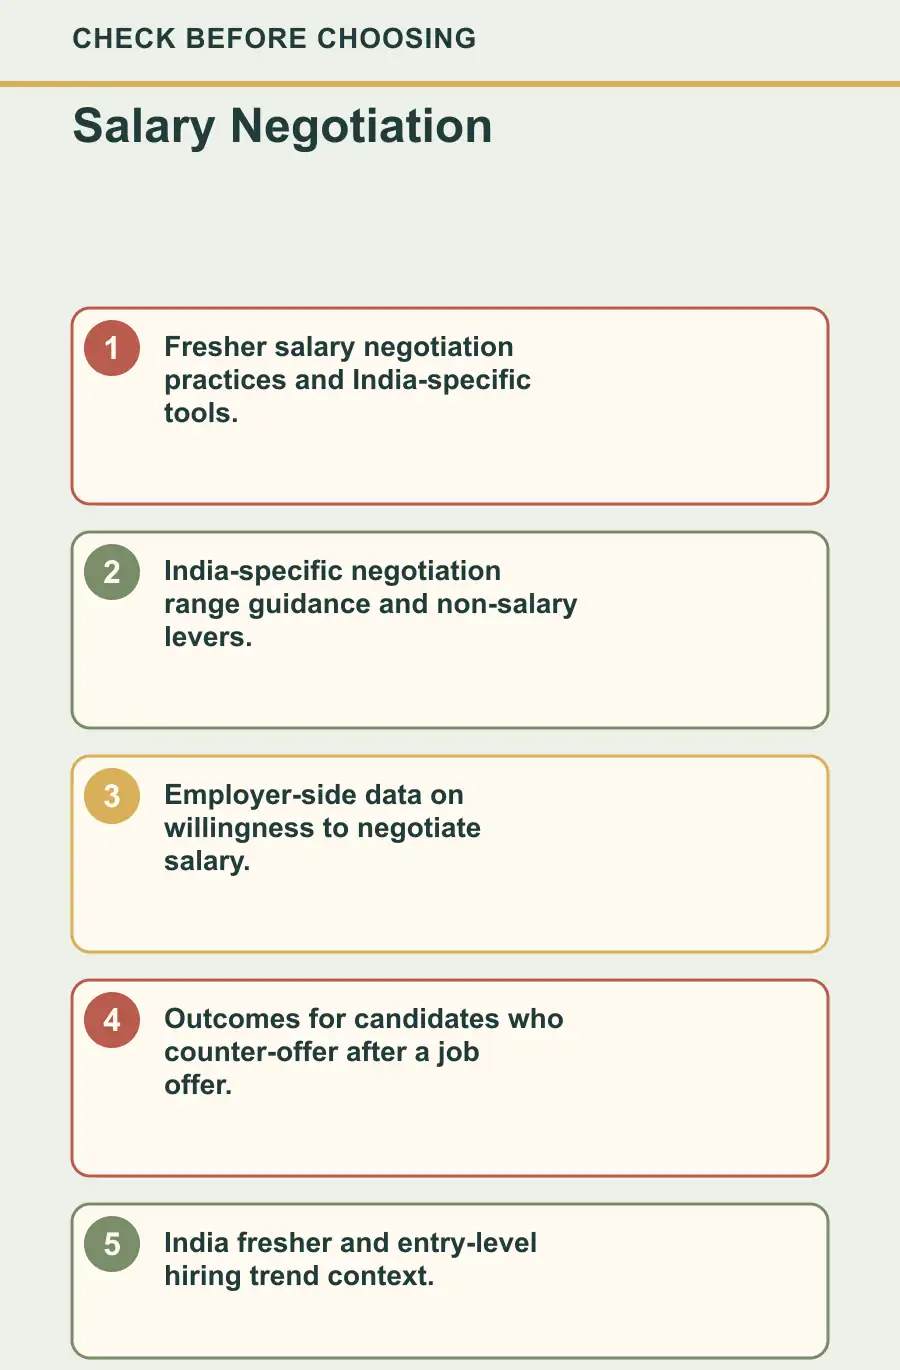 CHECK BEFORE CHOOSING
Salary Negotiation
1
Fresher salary negotiation
practices and India-specific
tools.
2
India-specific negotiation
range guidance and non-salary
levers.
3
Employer-side data on
willingness to negotiate
salary.
4
Outcomes for candidates who
counter-offer after a job
offer.
5
India fresher and entry-level
hiring trend context.